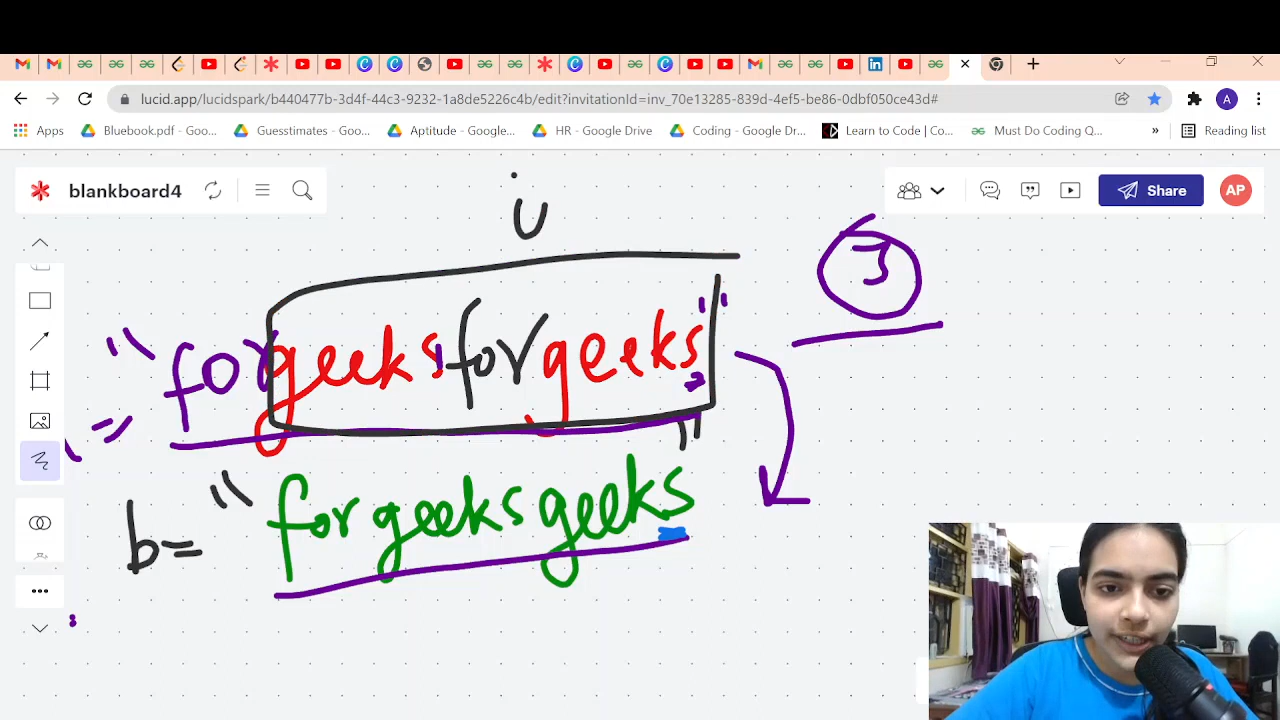 lucid.app/lucidspark/b440477b-3d4f-44c3-9232-1a8de5226c4b/edit?invitationId=inv_70e13285-839d-4ef5-be86-0dbf050ce43d#
A
Apps
Bluebook.pdf - Goo...
Guesstimates - Goo...
Aptitude - Google...
HR - Google Drive
Coding - Google Dr...
Learn to Code | Co...
Must Do Coding Q...
»
Reading list
blankboard4
Share
AP
i
3
= "forgeeksforgeeks"
b= "forgeeksgeeks"